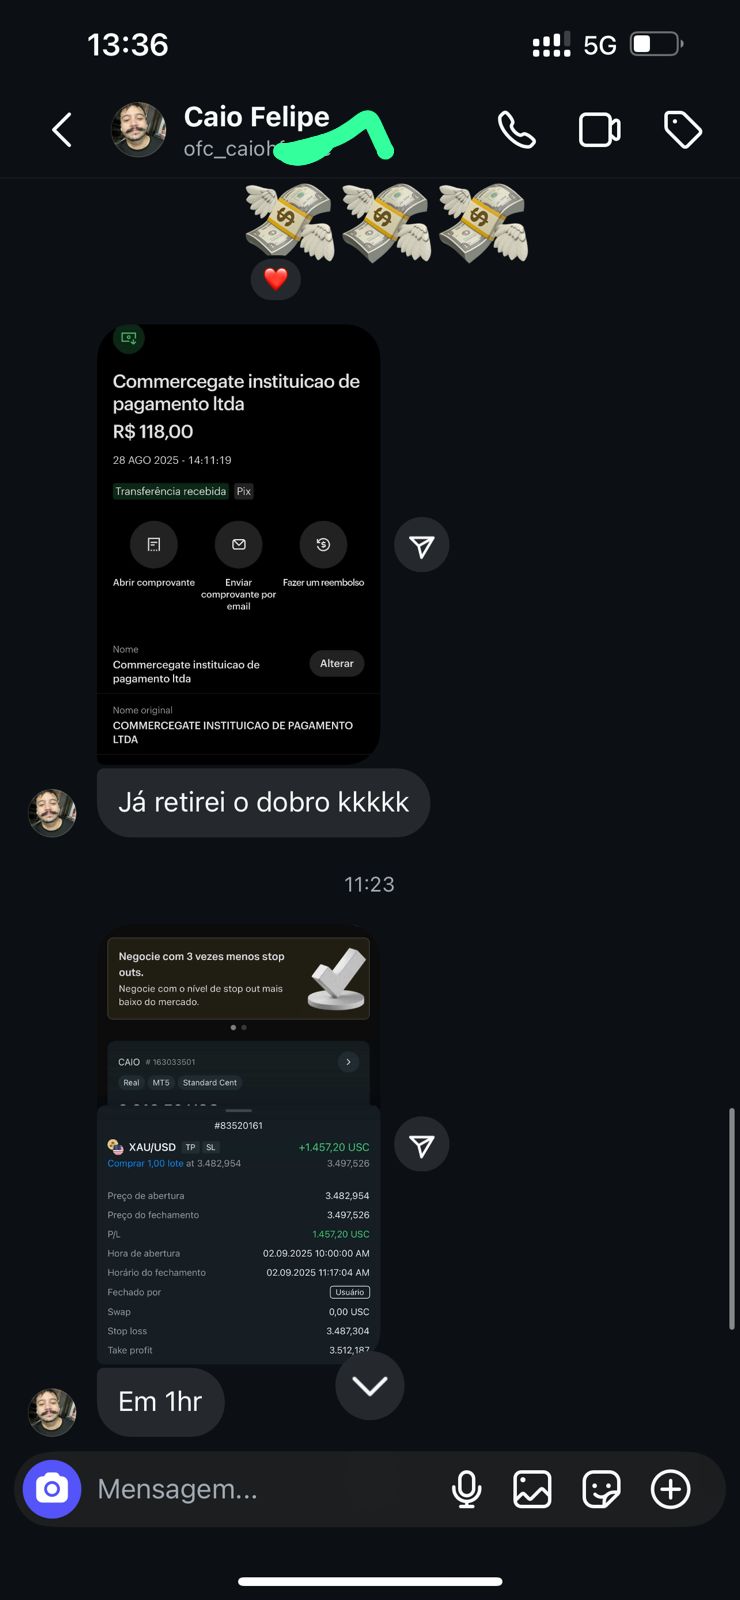 13:36
5G
Caio Felipe
Commercegate instituicao de
pagamento ltda
R$ 118,00
28 AGO 2025 - 14:11:19
Transferência recebida Pix
Abrir comprovante
Enviar
comprovante por
email
Fazer um reembolso
Nome
Commercegate instituicao de
pagamento ltda
Alterar
Nome original
COMMERCEGATE INSTITUICAO DE PAGAMENTO
LTDA
Já retirei o dobro kkkkk
11:23
Negocie com 3 vezes menos stop
outs.
Negocie com o nível de stop out mais
baixo do mercado.
CAIO # 163033501
Real MT5 Standard Cent
#83520161
XAU/USD TP SL +1.457,20 USC
Comprar 1,00 lote at 3.482,954 3.497,526
Preço de abertura 3.482,954
Preço do fechamento 3.497,526
P/L 1.457,20 USC
Hora de abertura 02.09.2025 10:00:00 AM
Horário do fechamento 02.09.2025 11:17:04 AM
Fechado por Usuário
Swap 0,00 USC
Stop loss 3.487,304
Take profit 3.512,187
Em 1hr
Mensagem...